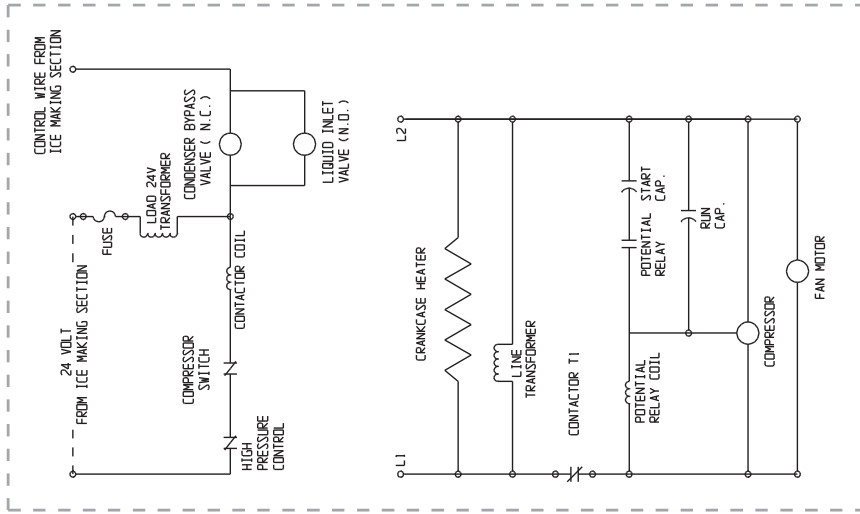 CONTROL WIRE FROM
ICE MAKING SECTION
24 VOLT
FROM ICE MAKING SECTION
FUSE
LOAD 24V
TRANSFORMER
CONDENSER BYPASS
VALVE ( N.C.)
LIQUID INLET
VALVE (N.O.)
CONTACTOR COIL
COMPRESSOR
SWITCH
HIGH
PRESSURE
CONTROL
L2
L1
CRANKCASE HEATER
LINE
TRANSFORMER
CONTACTOR T1
POTENTIAL
RELAY
START
CAP.
POTENTIAL
RELAY COIL
RUN
CAP.
COMPRESSOR
FAN MOTOR